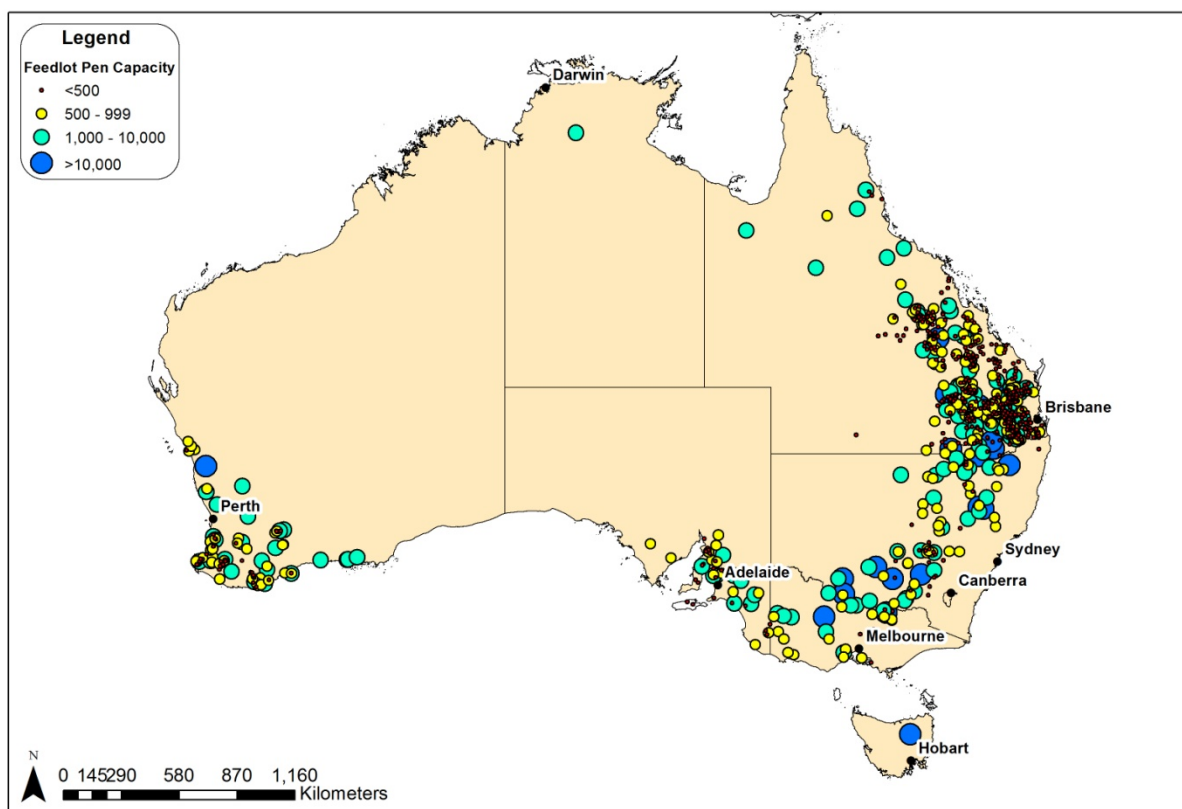 Legend
Feedlot Pen Capacity
<500
500 - 999
1,000 - 10,000
>10,000
Darwin
Brisbane
Perth
Sydney
Adelaide
Canberra
Melbourne
Hobart
N
0 145290 580 870 1,160
Kilometers